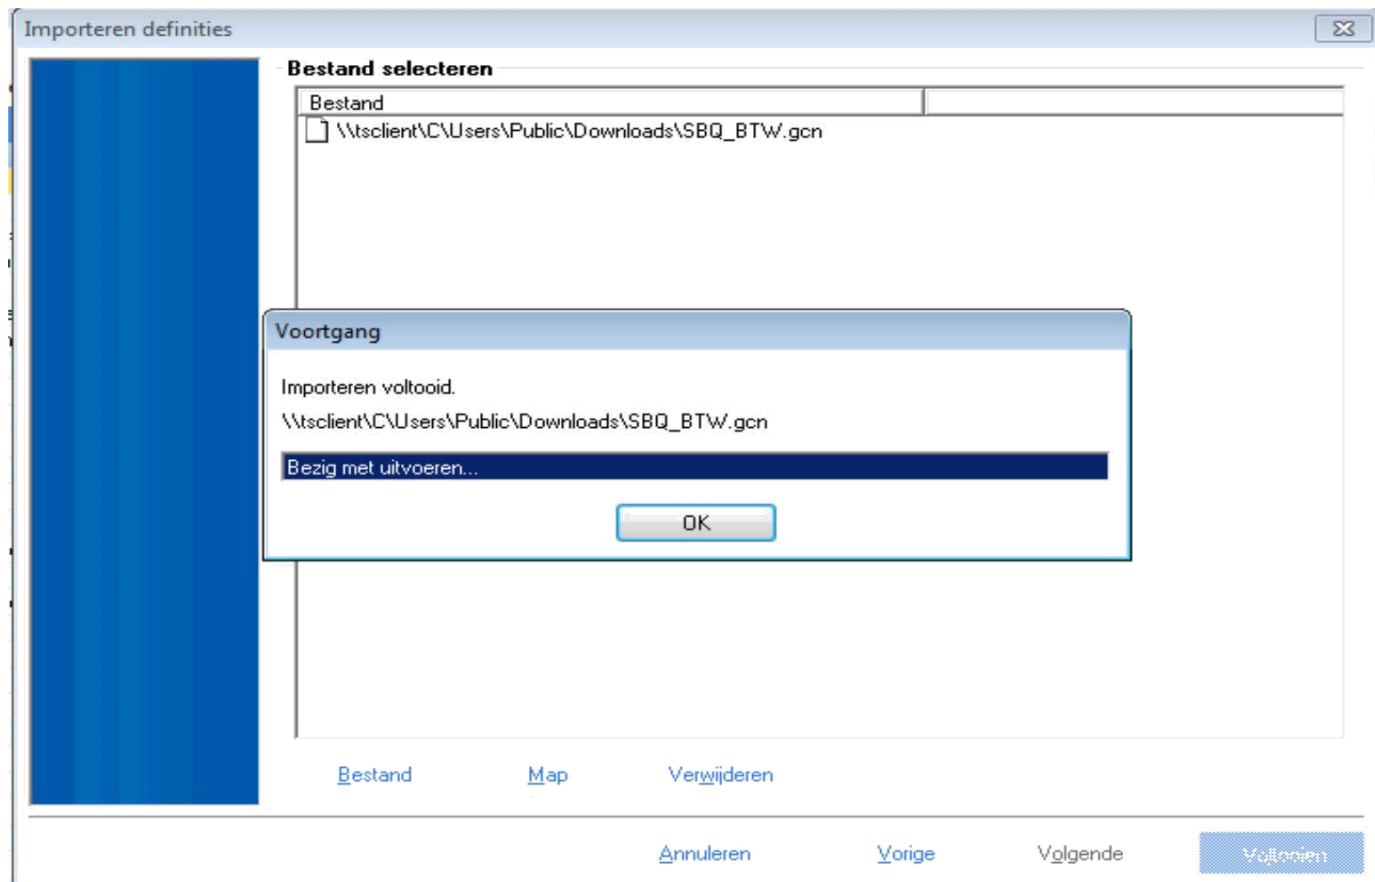 Importeren definities
Bestand selecteren
Bestand
\\tsclient\C\Users\Public\Downloads\SBQ_BTW.gcn
Voortgang
Importeren voltooid.
\\tsclient\C\Users\Public\Downloads\SBQ_BTW.gcn
Bezig met uitvoeren...
OK
Bestand Map Verwijderen
Annuleren Vorige Volgende Voltooien